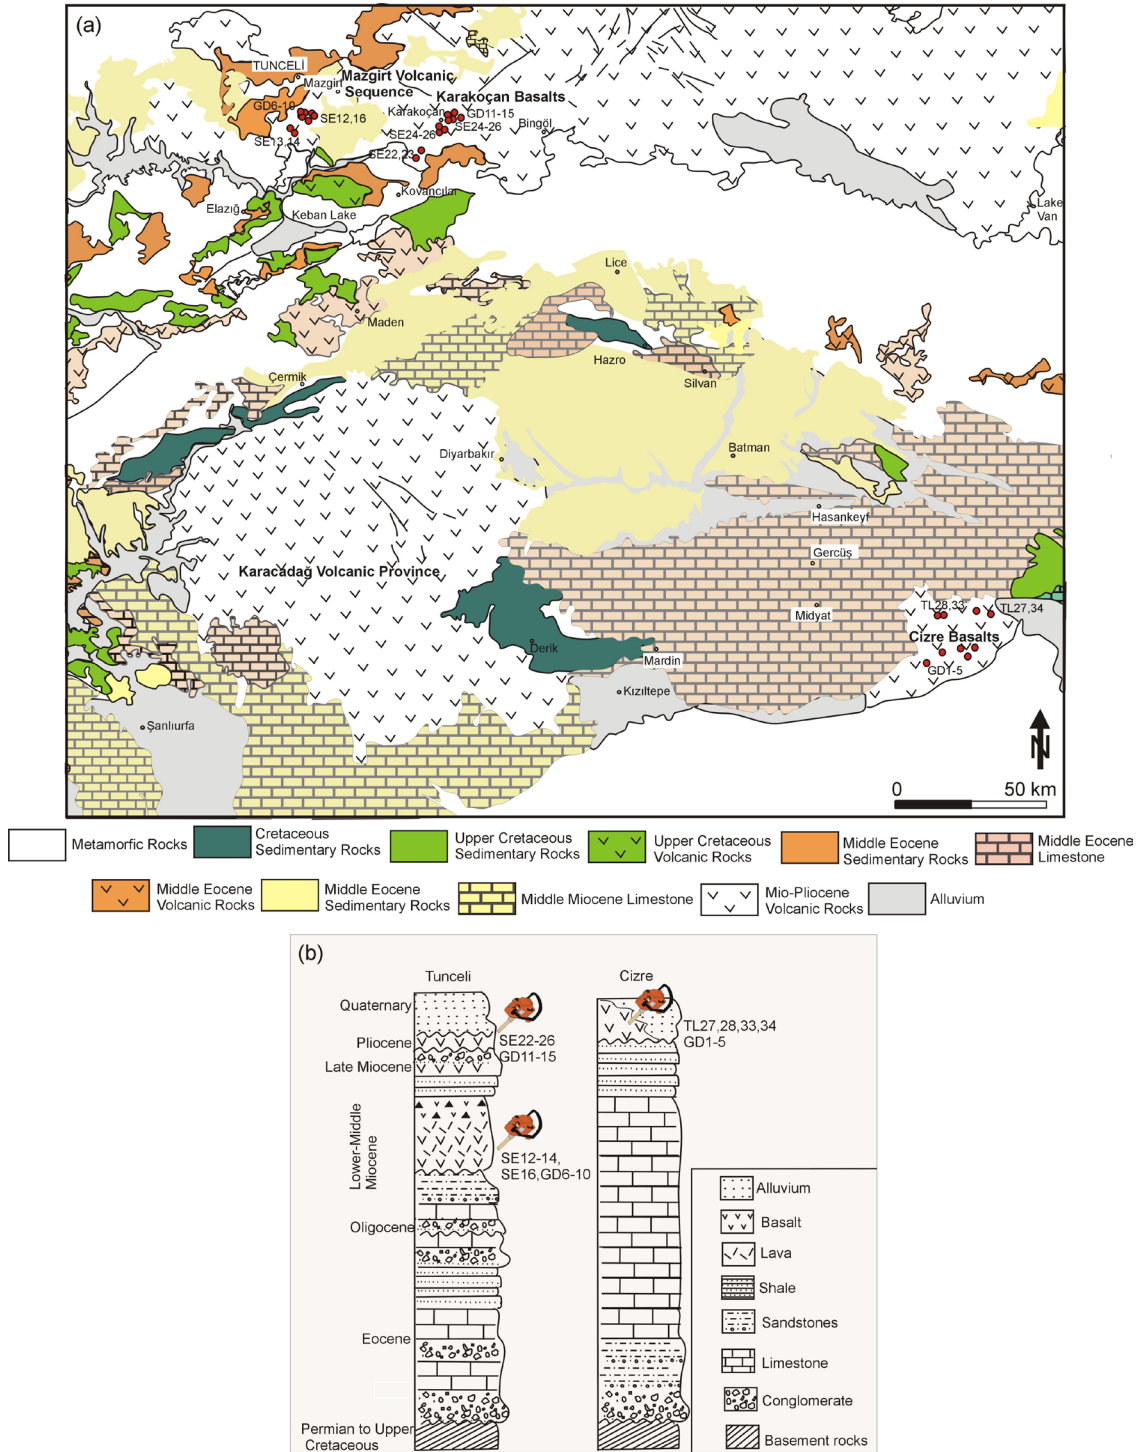 (a)
TUNCELİ
Mazgirt
Mazgirt Volcanic
Sequence
Karakoçan Basalts
GD6-10
SE12,16
Karakoçan
GD11-15
SE24-26
Bingöl
SE13,14
SE24-26
SE22,23
Kovancılar
Elazığ
Keban Lake
Lake
Van
Lice
Maden
Hazro
Silvan
Çermik
Diyarbakır
Batman
Hasankeyf
Gercüş
Karacadağ Volcanic Province
Midyat
TL28,33
TL27,34
Cizre Basalts
GD1-5
Derik
Mardin
Kızıltepe
Şanlıurfa
N
0 50 km
Metamorfic Rocks
Cretaceous
Sedimentary Rocks
Upper Cretaceous
Sedimentary Rocks
Upper Cretaceous
Volcanic Rocks
Middle Eocene
Sedimentary Rocks
Middle Eocene
Limestone
Middle Eocene
Volcanic Rocks
Middle Eocene
Sedimentary Rocks
Middle Miocene Limestone
Mio-Pliocene
Volcanic Rocks
Alluvium
(b)
Tunceli
Cizre
Quaternary
Pliocene
Late Miocene
Lower-Middle
Miocene
Oligocene
Eocene
Permian to Upper
Cretaceous
SE22-26
GD11-15
SE12-14,
SE16,GD6-10
TL27,28,33,34
GD1-5
Alluvium
Basalt
Lava
Shale
Sandstones
Limestone
Conglomerate
Basement rocks